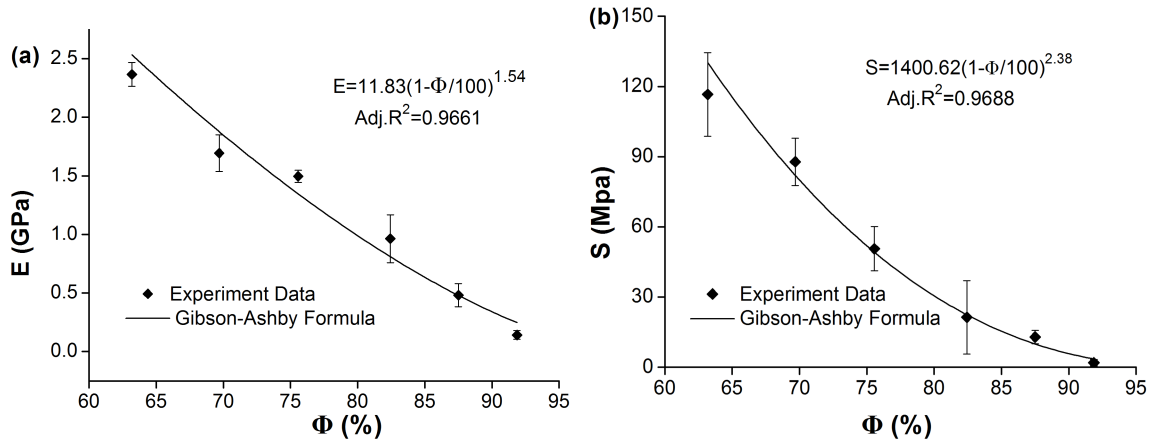 (a)
2.5
2.0
1.5
1.0
0.5
0.0
E (GPa)
E=11.83(1-Φ/100)^1.54
Adj.R^2=0.9661
Experiment Data
Gibson-Ashby Formula
60 65 70 75 80 85 90 95
Φ (%)
(b)
150
120
90
60
30
0
S (Mpa)
S=1400.62(1-Φ/100)^2.38
Adj.R^2=0.9688
Experiment Data
Gibson-Ashby Formula
60 65 70 75 80 85 90 95
Φ (%)